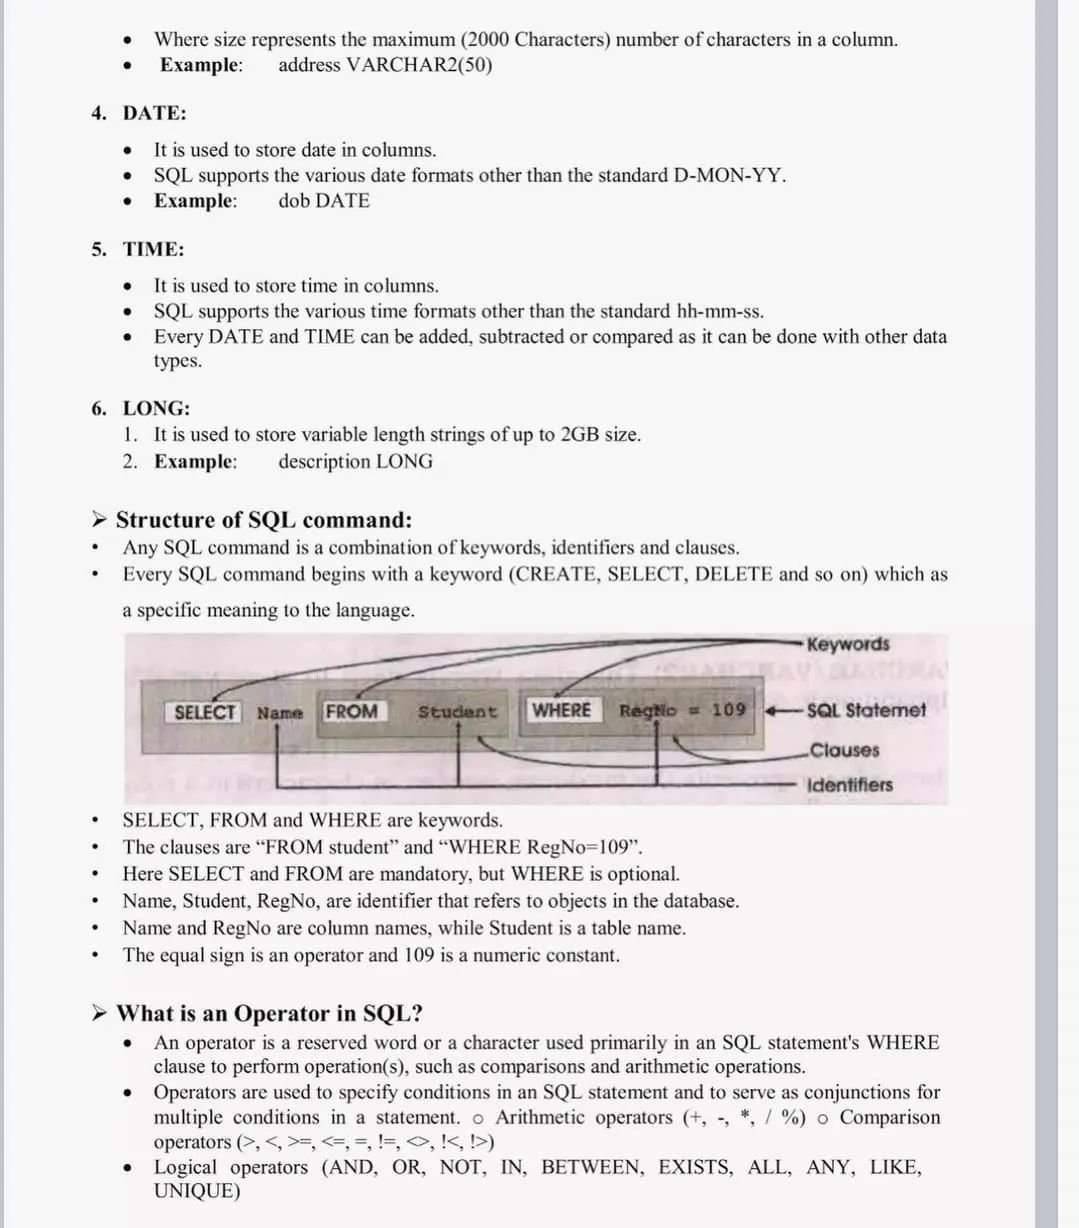 • Where size represents the maximum (2000 Characters) number of characters in a column.
• Example: address VARCHAR2(50)
4. DATE:
• It is used to store date in columns.
• SQL supports the various date formats other than the standard D-MON-YY.
• Example: dob DATE
5. TIME:
• It is used to store time in columns.
• SQL supports the various time formats other than the standard hh-mm-ss.
• Every DATE and TIME can be added, subtracted or compared as it can be done with other data
types.
6. LONG:
1. It is used to store variable length strings of up to 2GB size.
2. Example: description LONG
➢ Structure of SQL command:
• Any SQL command is a combination of keywords, identifiers and clauses.
• Every SQL command begins with a keyword (CREATE, SELECT, DELETE and so on) which as
a specific meaning to the language.
Keywords
SELECT Name FROM Student WHERE RegNo = 109 SQL Statemet
Clauses
Identifiers
• SELECT, FROM and WHERE are keywords.
• The clauses are “FROM student” and “WHERE RegNo=109”.
• Here SELECT and FROM are mandatory, but WHERE is optional.
• Name, Student, RegNo, are identifier that refers to objects in the database.
• Name and RegNo are column names, while Student is a table name.
• The equal sign is an operator and 109 is a numeric constant.
➢ What is an Operator in SQL?
• An operator is a reserved word or a character used primarily in an SQL statement's WHERE
clause to perform operation(s), such as comparisons and arithmetic operations.
• Operators are used to specify conditions in an SQL statement and to serve as conjunctions for
multiple conditions in a statement. o Arithmetic operators (+, -, *, / %) o Comparison
operators (>, <, >=, <=, =, !=, <>, !<, !>)
• Logical operators (AND, OR, NOT, IN, BETWEEN, EXISTS, ALL, ANY, LIKE,
UNIQUE)